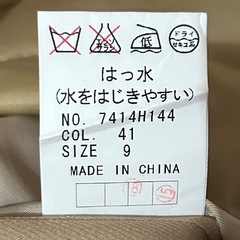 低 ドライ
セキユ系
はっ水
(水をはじきやすい)
NO. 7414H144
COL. 41
SIZE 9
MADE IN CHINA